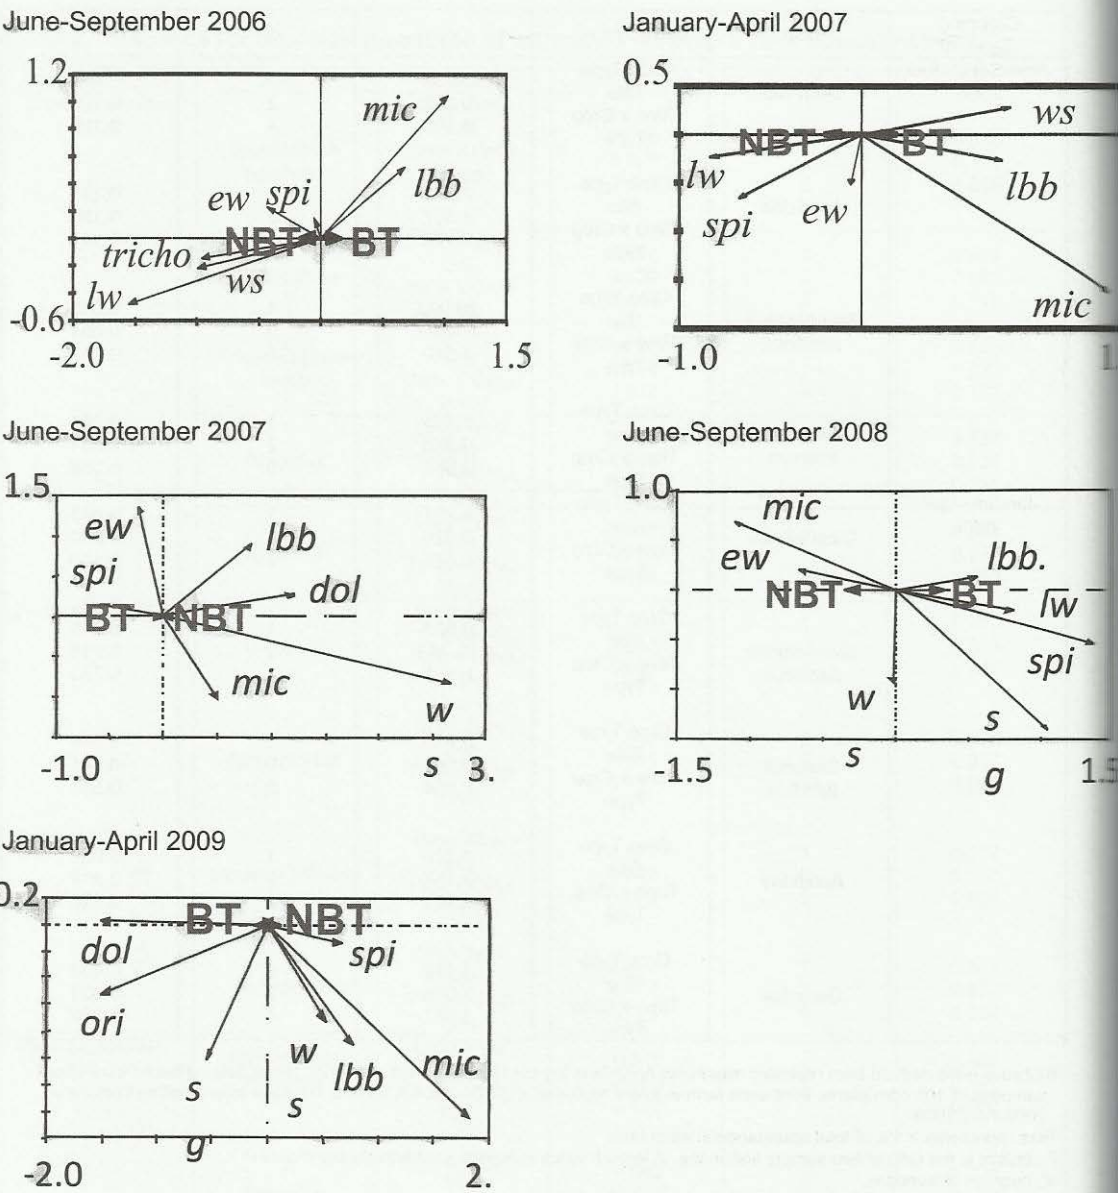 June-September 2006
January-April 2007
1.2
mic
lbb
spi
ew
NBT
BT
tricho
ws
lw
-0.6
-2.0
1.5
0.5
ws
NBT
BT
lw
lbb
spi
ew
mic
-1.0
June-September 2007
June-September 2008
1.5
ew
lbb
spi
dol
BT
NBT
mic
w
s
-1.0
3.
1.0
mic
ew
lbb.
NBT
BT
lw
spi
w
s
s
g
-1.5
1.5
January-April 2009
0.2
BT
NBT
dol
spi
ori
w
s
lbb
mic
s
g
-2.0
2.